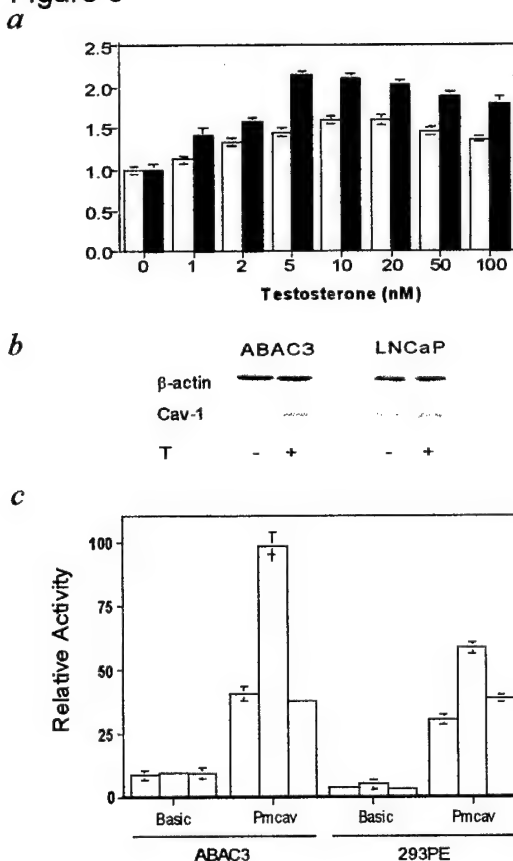 a
2.5
2.0
1.5
1.0
0.5
0.0
0 1 2 5 10 20 50 100
Testosterone (nM)
b
ABAC3 LNCaP
β-actin
Cav-1
T - + - +
c
Relative Activity
100
75
50
25
0
Basic Pmcav Basic Pmcav
ABAC3 293PE